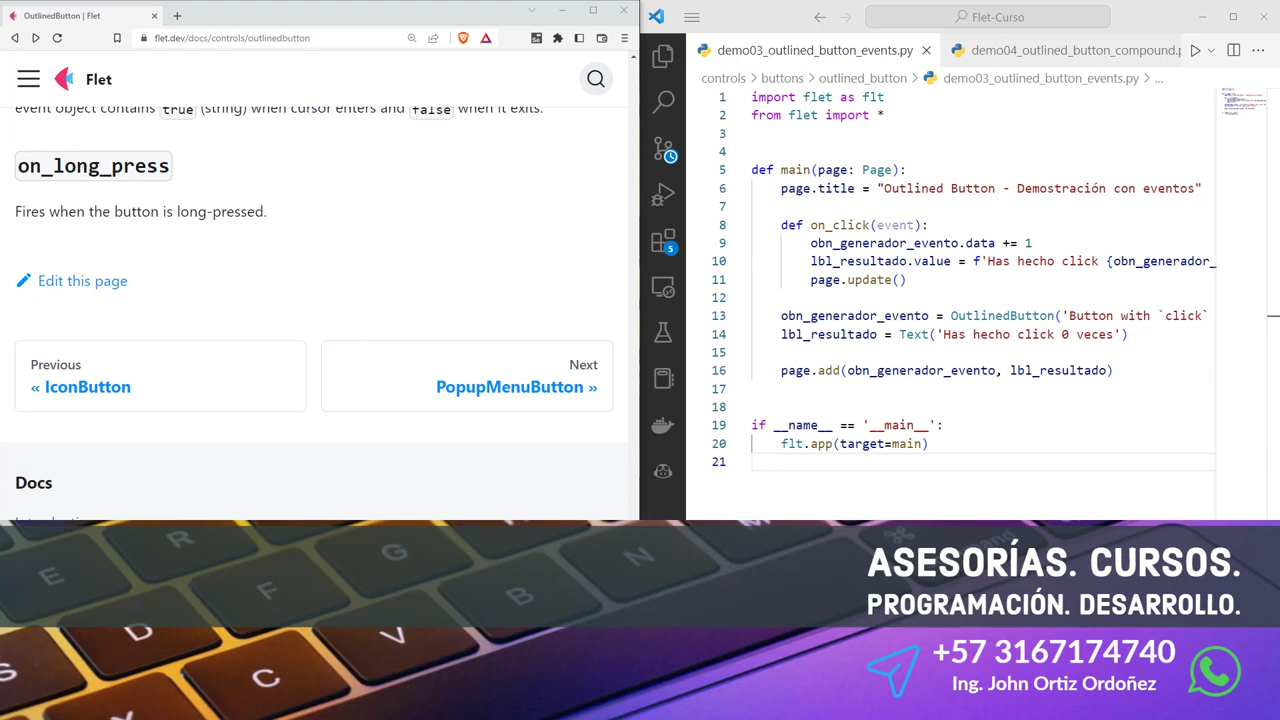 OutlinedButton | Flet
flet.dev/docs/controls/outlinedbutton
Flet
event object contains true (string) when cursor enters and false when it
on_long_press
Fires when the button is long-pressed.
Edit this page
Previous
« IconButton
Next
PopupMenuButton »
Docs
Flet-Curso
demo03_outlined_button_events.py
demo04_outlined_button_compound.
controls > buttons > outlined_button > demo03_outlined_button_events.py > ...
5
1 import flet as flt
2 from flet import *
3
4
5 def main(page: Page):
6 page.title = "Outlined Button - Demostración con eventos"
7
8 def on_click(event):
9 obn_generador_evento.data += 1
10 lbl_resultado.value = f'Has hecho click {obn_generador_
11 page.update()
12
13 obn_generador_evento = OutlinedButton('Button with `click`
14 lbl_resultado = Text('Has hecho click 0 veces')
15
16 page.add(obn_generador_evento, lbl_resultado)
17
18
19 if __name__ == '__main__':
20 flt.app(target=main)
21
E
R
F
G
B
N
D
C
V
ASESORÍAS. CURSOS.
PROGRAMACIÓN. DESARROLLO.
+57 3167174740
Ing. John Ortiz Ordoñez